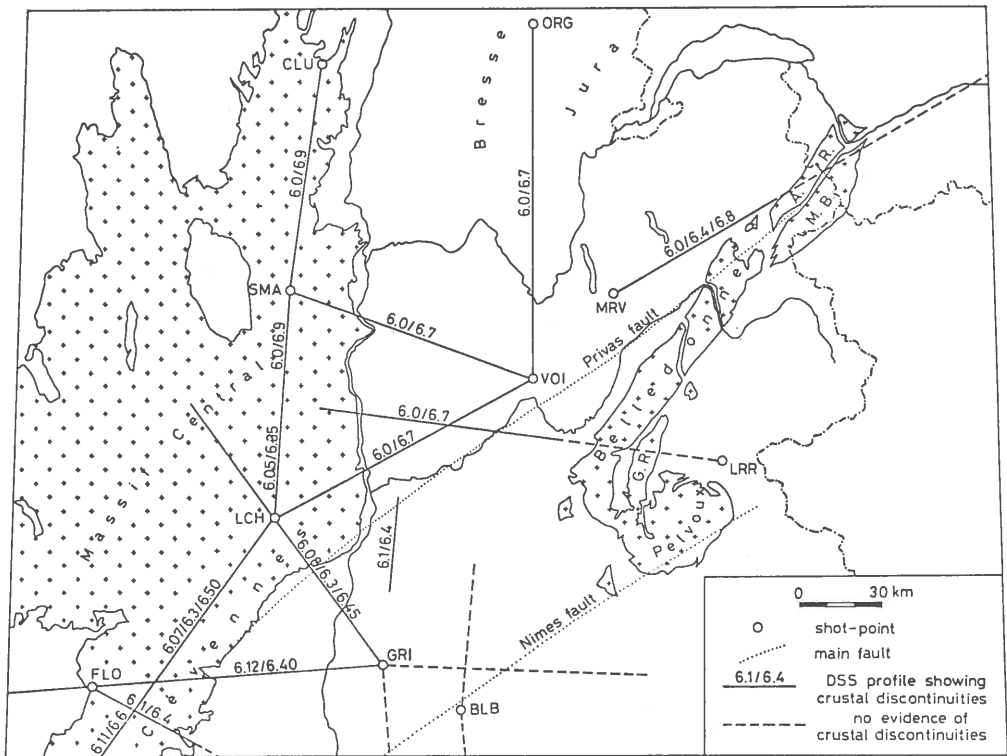 ORG
CLU
Bresse
Jura
6.0/6.9
6.0/6.7
A.R.
M.B.
6.0/6.4/6.8
SMA
MRV
6.0/6.7
Privas fault
6.0/6.9
VOI
Belledonne
6.0/6.7
6.0/6.7
LRR
G.R.
Massif Central
6.05/6.85
LCH
Pelvoux
6.1/6.4
6.08/6.3/6.45
Cevennes
6.07/6.3/6.50
Nimes fault
GRI
6.12/6.40
FLO
6.1/6.4
6.11/6.6
BLB
0 30 km
shot-point
main fault
6.1/6.4 DSS profile showing
crustal discontinuities
no evidence of
crustal discontinuities